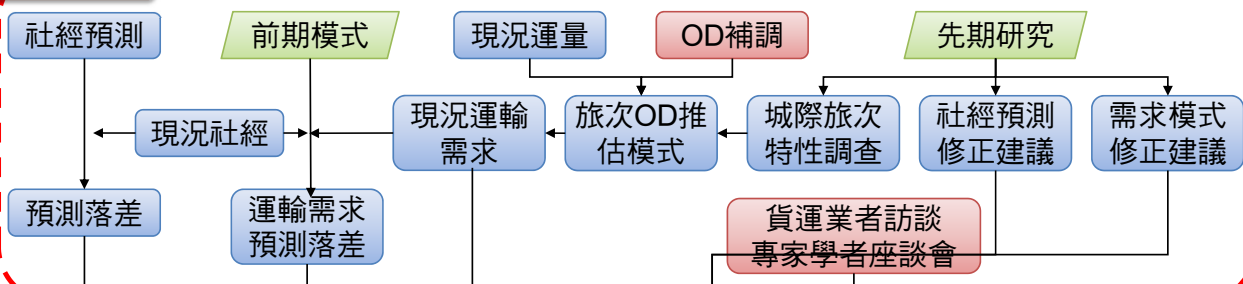 社經預測
前期模式
現況運量
OD補調
先期研究
現況社經
現況運輸
需求
旅次OD推
估模式
城際旅次
特性調查
社經預測
修正建議
需求模式
修正建議
預測落差
運輸需求
預測落差
貨運業者訪談
專家學者座談會